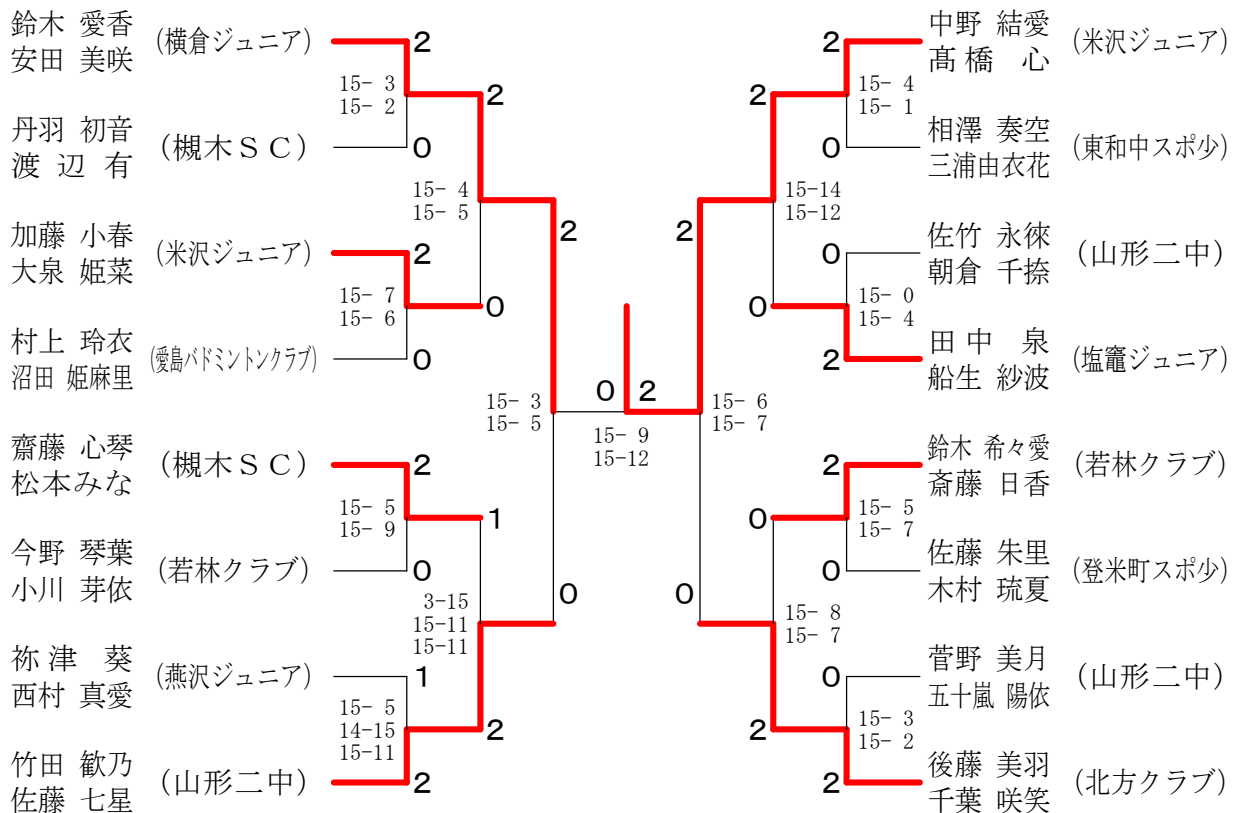 鈴木 愛香
安田 美咲
(横倉ジュニア)
2
15- 3
15- 2
丹羽 初音
渡 辺 有
(槻木ＳＣ)
0
2
15- 4
15- 5
加藤 小春
大泉 姫菜
(米沢ジュニア)
2
15- 7
15- 6
村上 玲衣
沼田 姫麻里
(愛島バドミントンクラブ)
0
0
2
15- 3
15- 5
齋藤 心琴
松本みな
(槻木ＳＣ)
2
15- 5
15- 9
今野 琴葉
小川 芽依
(若林クラブ)
0
1
3-15
15-11
15-11
祢 津 葵
西村 真愛
(燕沢ジュニア)
1
15- 5
14-15
15-11
竹田 歓乃
佐藤 七星
(山形二中)
2
2
0
0 2
15- 9
15-12
中野 結愛
髙 橋 心
(米沢ジュニア)
2
15- 4
15- 1
相澤 奏空
三浦由衣花
(東和中スポ少)
0
2
15-14
15-12
佐竹 永徠
朝倉 千捺
(山形二中)
0
15- 0
15- 4
田 中 泉
船生 紗波
(塩竈ジュニア)
2
0
2
15- 6
15- 7
鈴木 希々愛
斎藤 日香
(若林クラブ)
2
15- 5
15- 7
佐藤 朱里
木村 琉夏
(登米町スポ少)
0
0
15- 8
15- 7
菅野 美月
五十嵐 陽依
(山形二中)
0
15- 3
15- 2
後藤 美羽
千葉 咲笑
(北方クラブ)
2
2
0